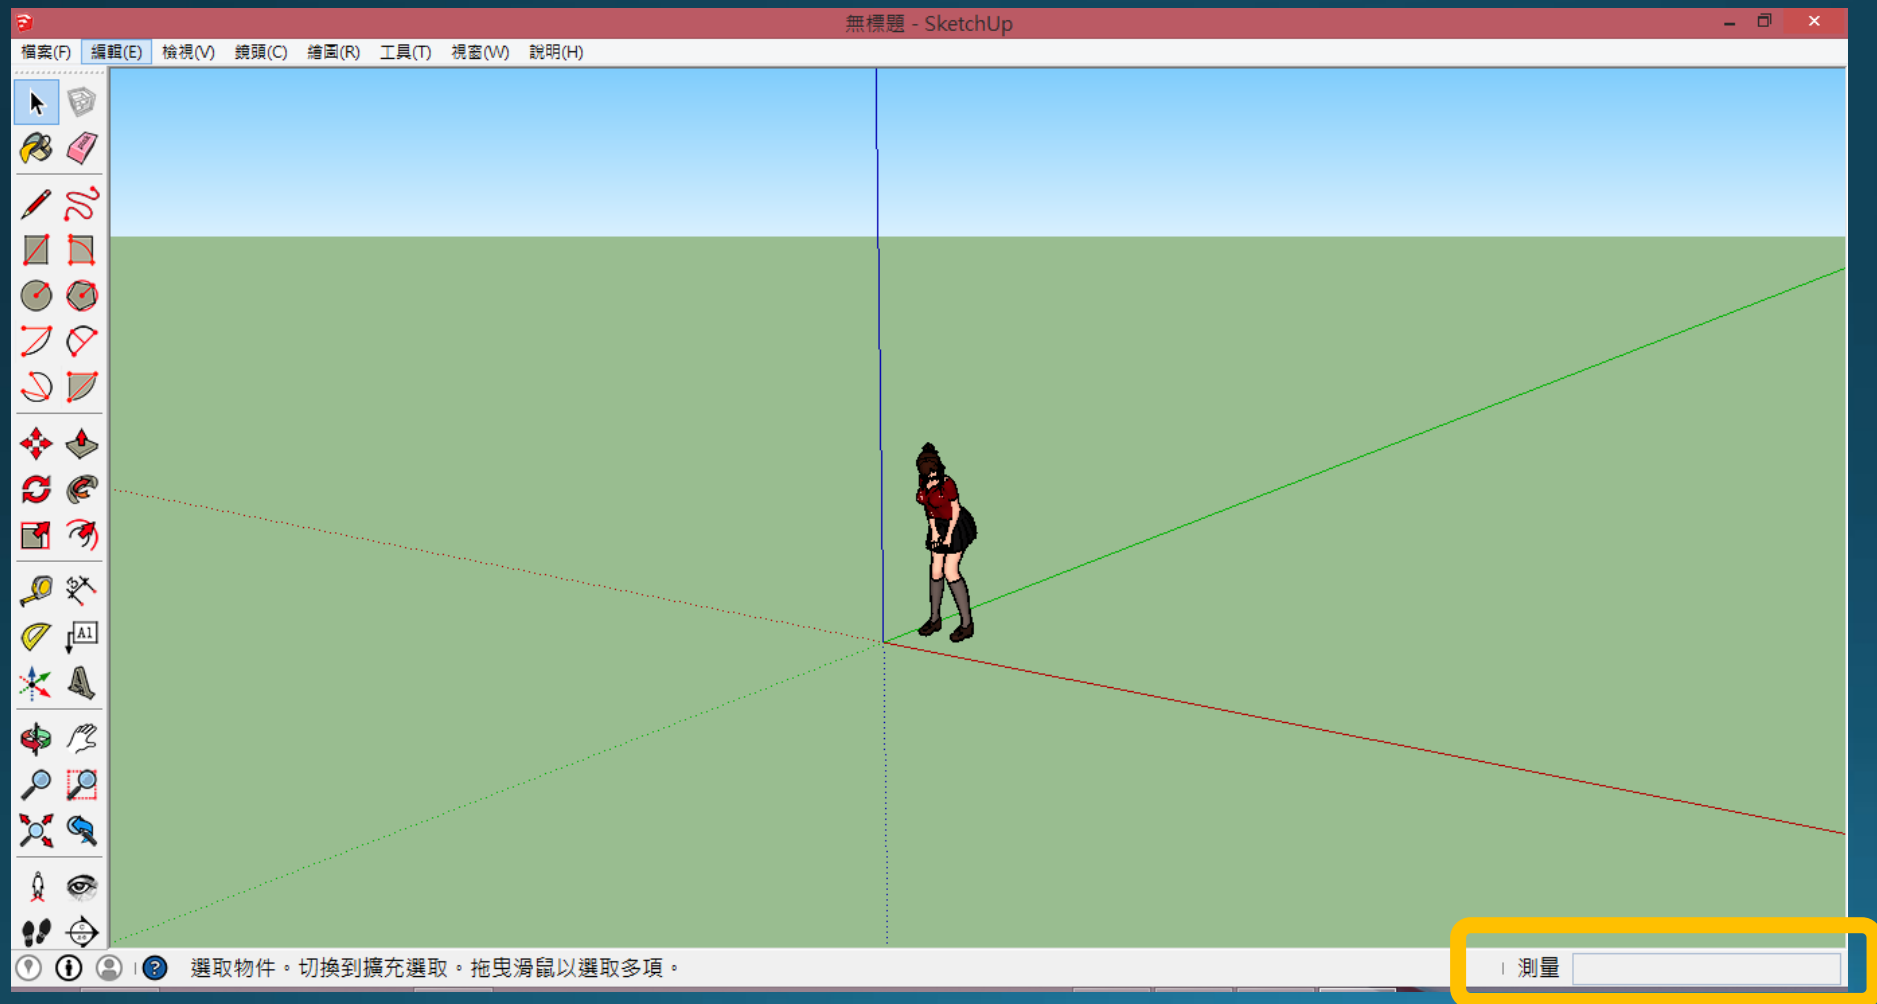 無標題 - SketchUp
檔案(F) 編輯(E) 檢視(V) 鏡頭(C) 繪圖(R) 工具(T) 視窗(W) 說明(H)
A1
選取物件。切換到擴充選取。拖曳滑鼠以選取多項。
測量